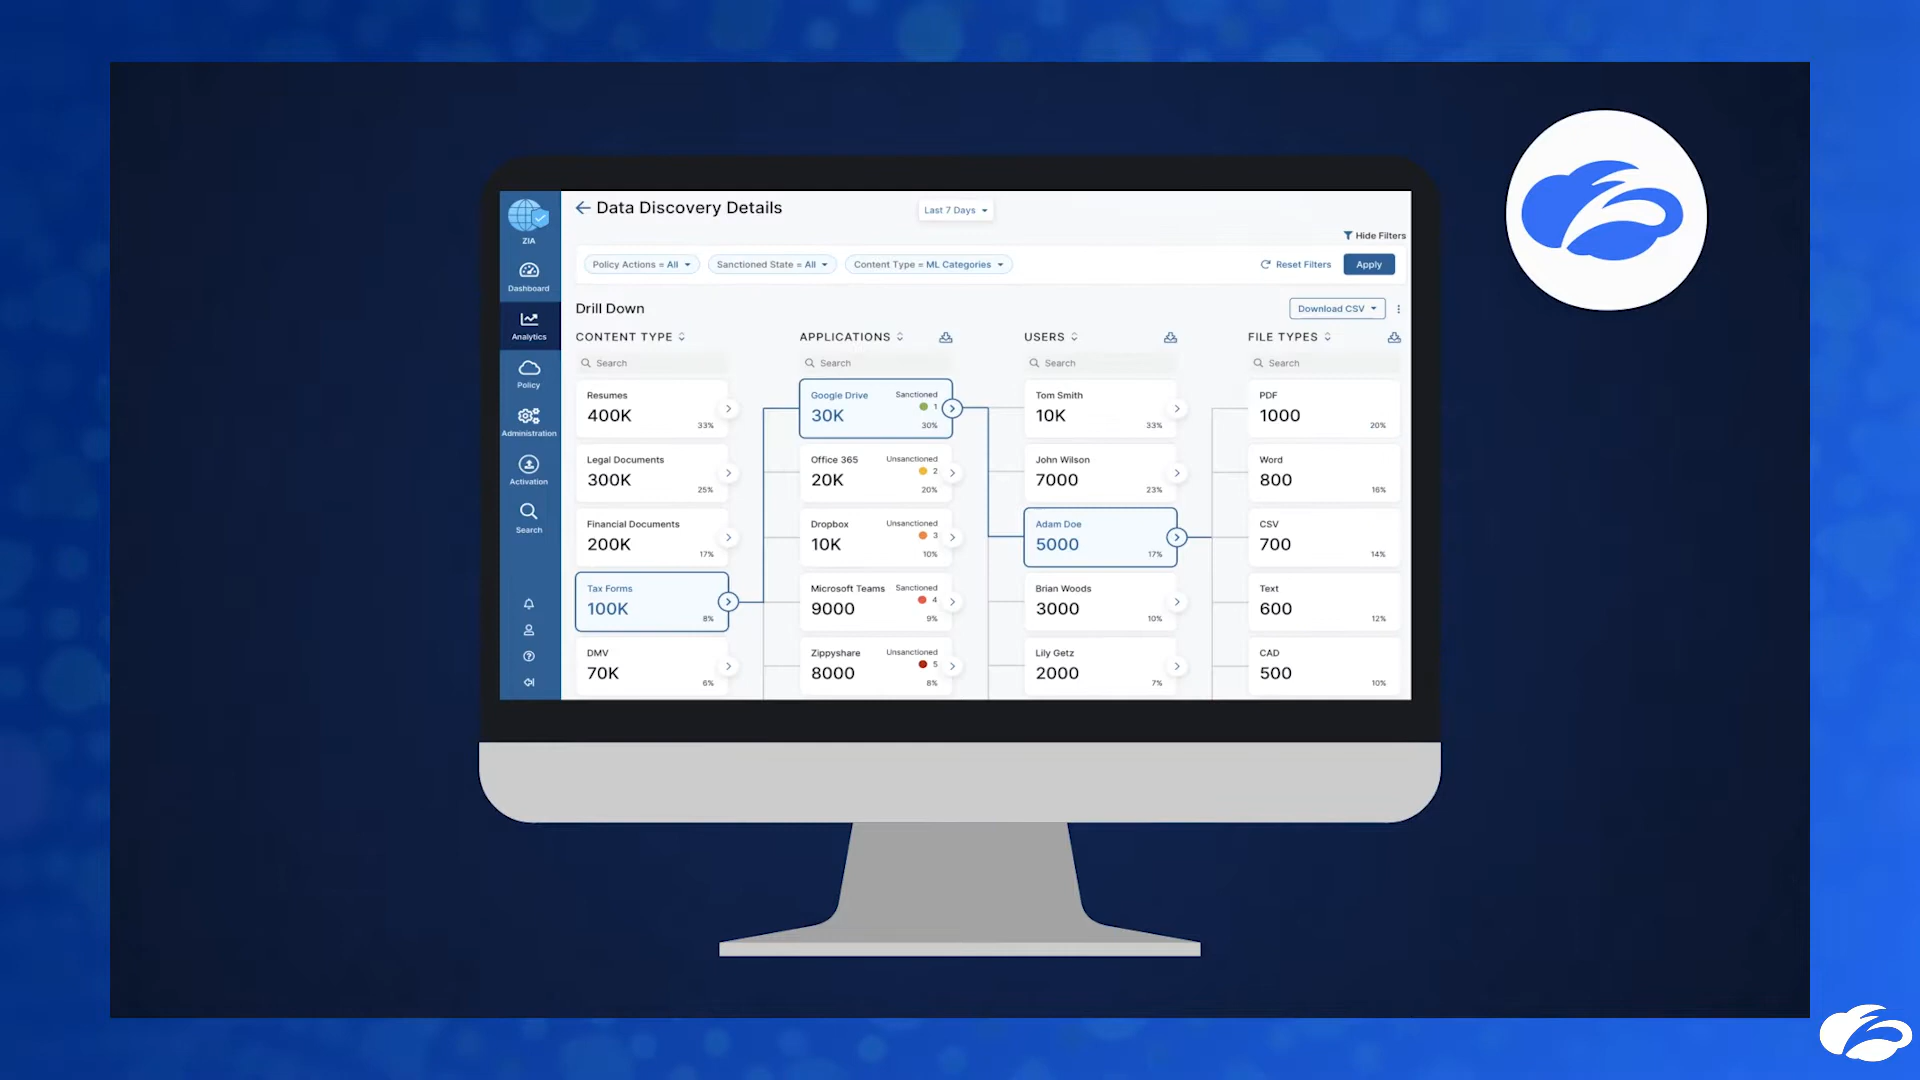 Data Discovery Details
Last 7 Days
ZIA
Hide Filters
Policy Actions = All
Sanctioned State = All
Content Type = ML Categories
Reset Filters
Apply
Dashboard
Analytics
Policy
Administration
Activation
Search
Drill Down
Download CSV
CONTENT TYPE
Search
Resumes
400K
33%
Legal Documents
300K
25%
Financial Documents
200K
17%
Tax Forms
100K
8%
DMV
70K
6%
APPLICATIONS
Search
Google Drive Sanctioned
30K 1
30%
Office 365 Unsanctioned
20K 2
20%
Dropbox Unsanctioned
10K 3
10%
Microsoft Teams Sanctioned
9000 4
9%
Zippyshare Unsanctioned
8000 5
8%
USERS
Search
Tom Smith
10K
33%
John Wilson
7000
23%
Adam Doe
5000
17%
Brian Woods
3000
10%
Lily Getz
2000
7%
FILE TYPES
Search
PDF
1000
20%
Word
800
16%
CSV
700
14%
Text
600
12%
CAD
500
10%